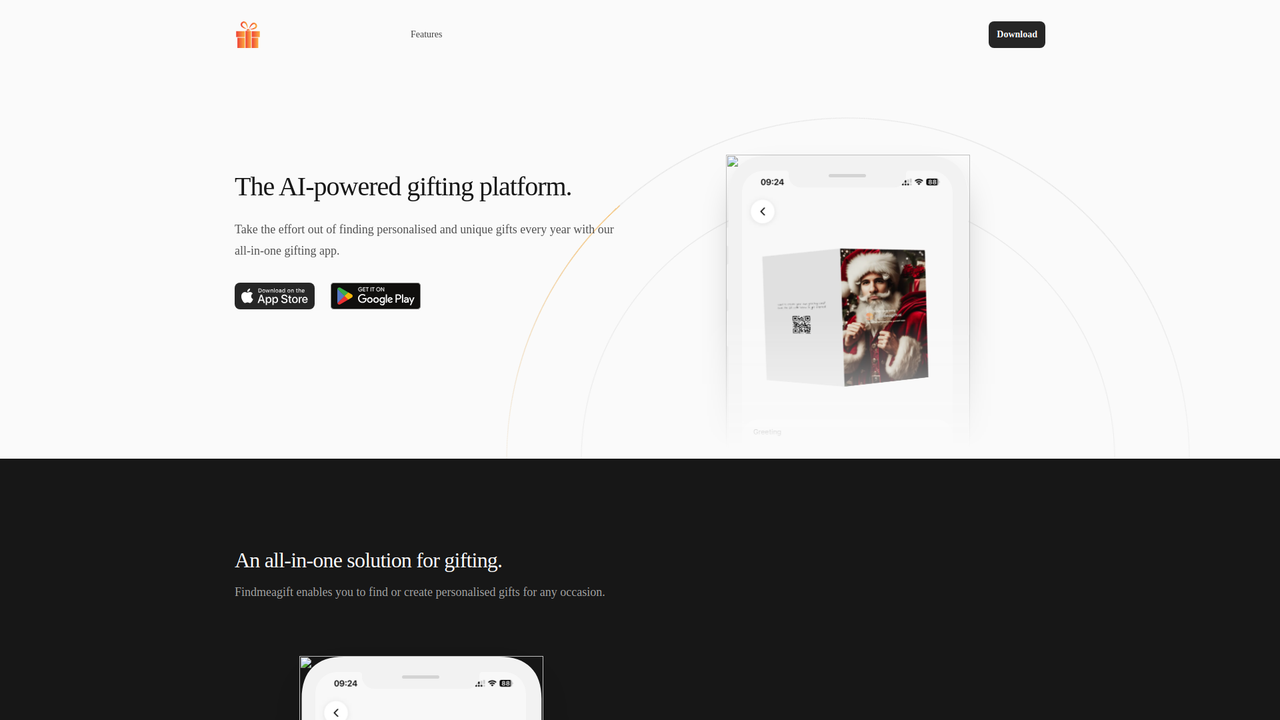 Features
Download
The AI-powered gifting platform.
Take the effort out of finding personalised and unique gifts every year with our
all-in-one gifting app.
Download on the
App Store
GET IT ON
Google Play
09:24
88
Greeting
An all-in-one solution for gifting.
Findmeagift enables you to find or create personalised gifts for any occasion.
09:24
88